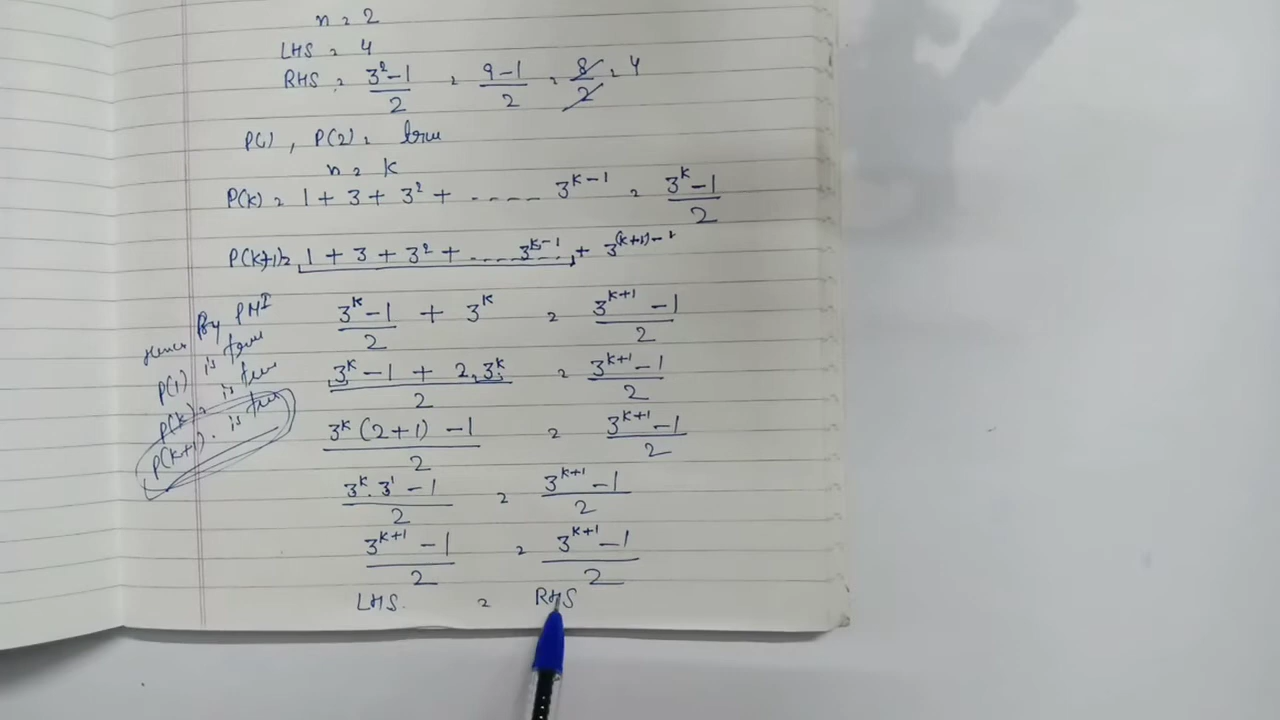 n = 2
LHS = 4
RHS = (3² - 1)/2 = (9 - 1)/2 = 8/2 = 4
P(1), P(2) = true
n = k
P(k) = 1 + 3 + 3² + ------ 3^(k-1) = (3^k - 1)/2
P(k+1) = 1 + 3 + 3² + ------ 3^(k-1) + 3^((k+1)-1)
(3^k - 1)/2 + 3^k = (3^(k+1) - 1)/2
(3^k - 1 + 2.3^k)/2 = (3^(k+1) - 1)/2
(3^k (2+1) - 1)/2 = (3^(k+1) - 1)/2
(3^k . 3^1 - 1)/2 = (3^(k+1) - 1)/2
(3^(k+1) - 1)/2 = (3^(k+1) - 1)/2
LHS. = RHS
Hence By PMI
P(1) is true
P(k). is true
P(k+1). is true